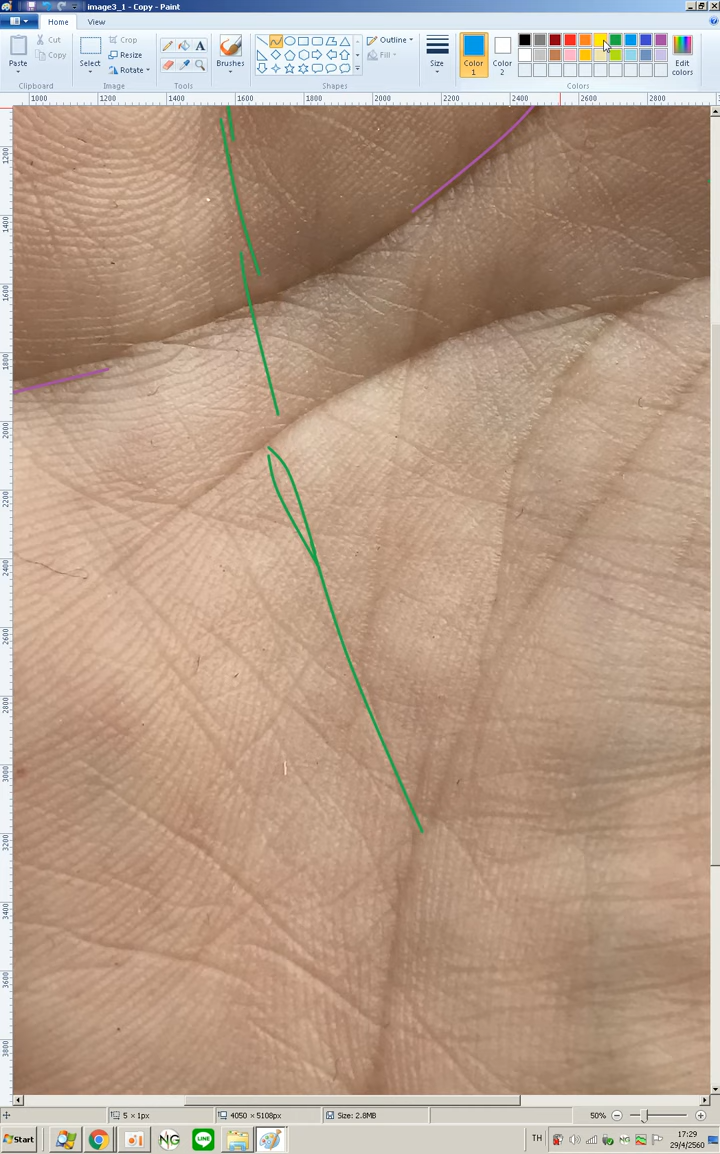 image3_1 - Copy - Paint
Home View
Paste
Cut
Copy
Clipboard
Select
Crop
Resize
Rotate
Image
A
Tools
Brushes
Outline
Fill
Shapes
Size
Color
1
Color
2
Edit
colors
Colors
1000 1200 1400 1600 1800 2000 2200 2400 2600 2800
1200
1400
1600
1800
2000
2200
2400
2600
2800
3000
3200
3400
3600
3800
5 × 1px
4050 × 5108px
Size: 2.8MB
50%
Start
NG
LINE
TH
NG
17:29
29/4/2560